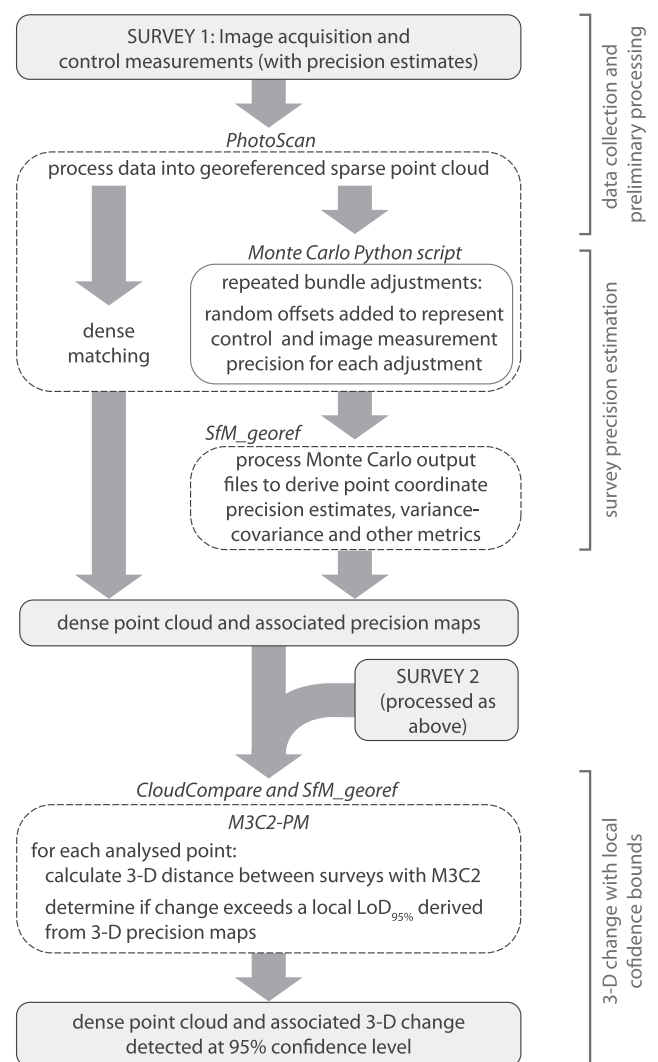 SURVEY 1: Image acquisition and
control measurements (with precision estimates)
PhotoScan
process data into georeferenced sparse point cloud
data collection and
preliminary processing
Monte Carlo Python script
repeated bundle adjustments:
random offsets added to represent
control and image measurement
precision for each adjustment
dense
matching
SfM_georef
process Monte Carlo output
files to derive point coordinate
precision estimates, variance-
covariance and other metrics
survey precision estimation
dense point cloud and associated precision maps
SURVEY 2
(processed as
above)
CloudCompare and SfM_georef
M3C2-PM
for each analysed point:
calculate 3-D distance between surveys with M3C2
determine if change exceeds a local LoD95% derived
from 3-D precision maps
3-D change with local
cofidence bounds
dense point cloud and associated 3-D change
detected at 95% confidence level